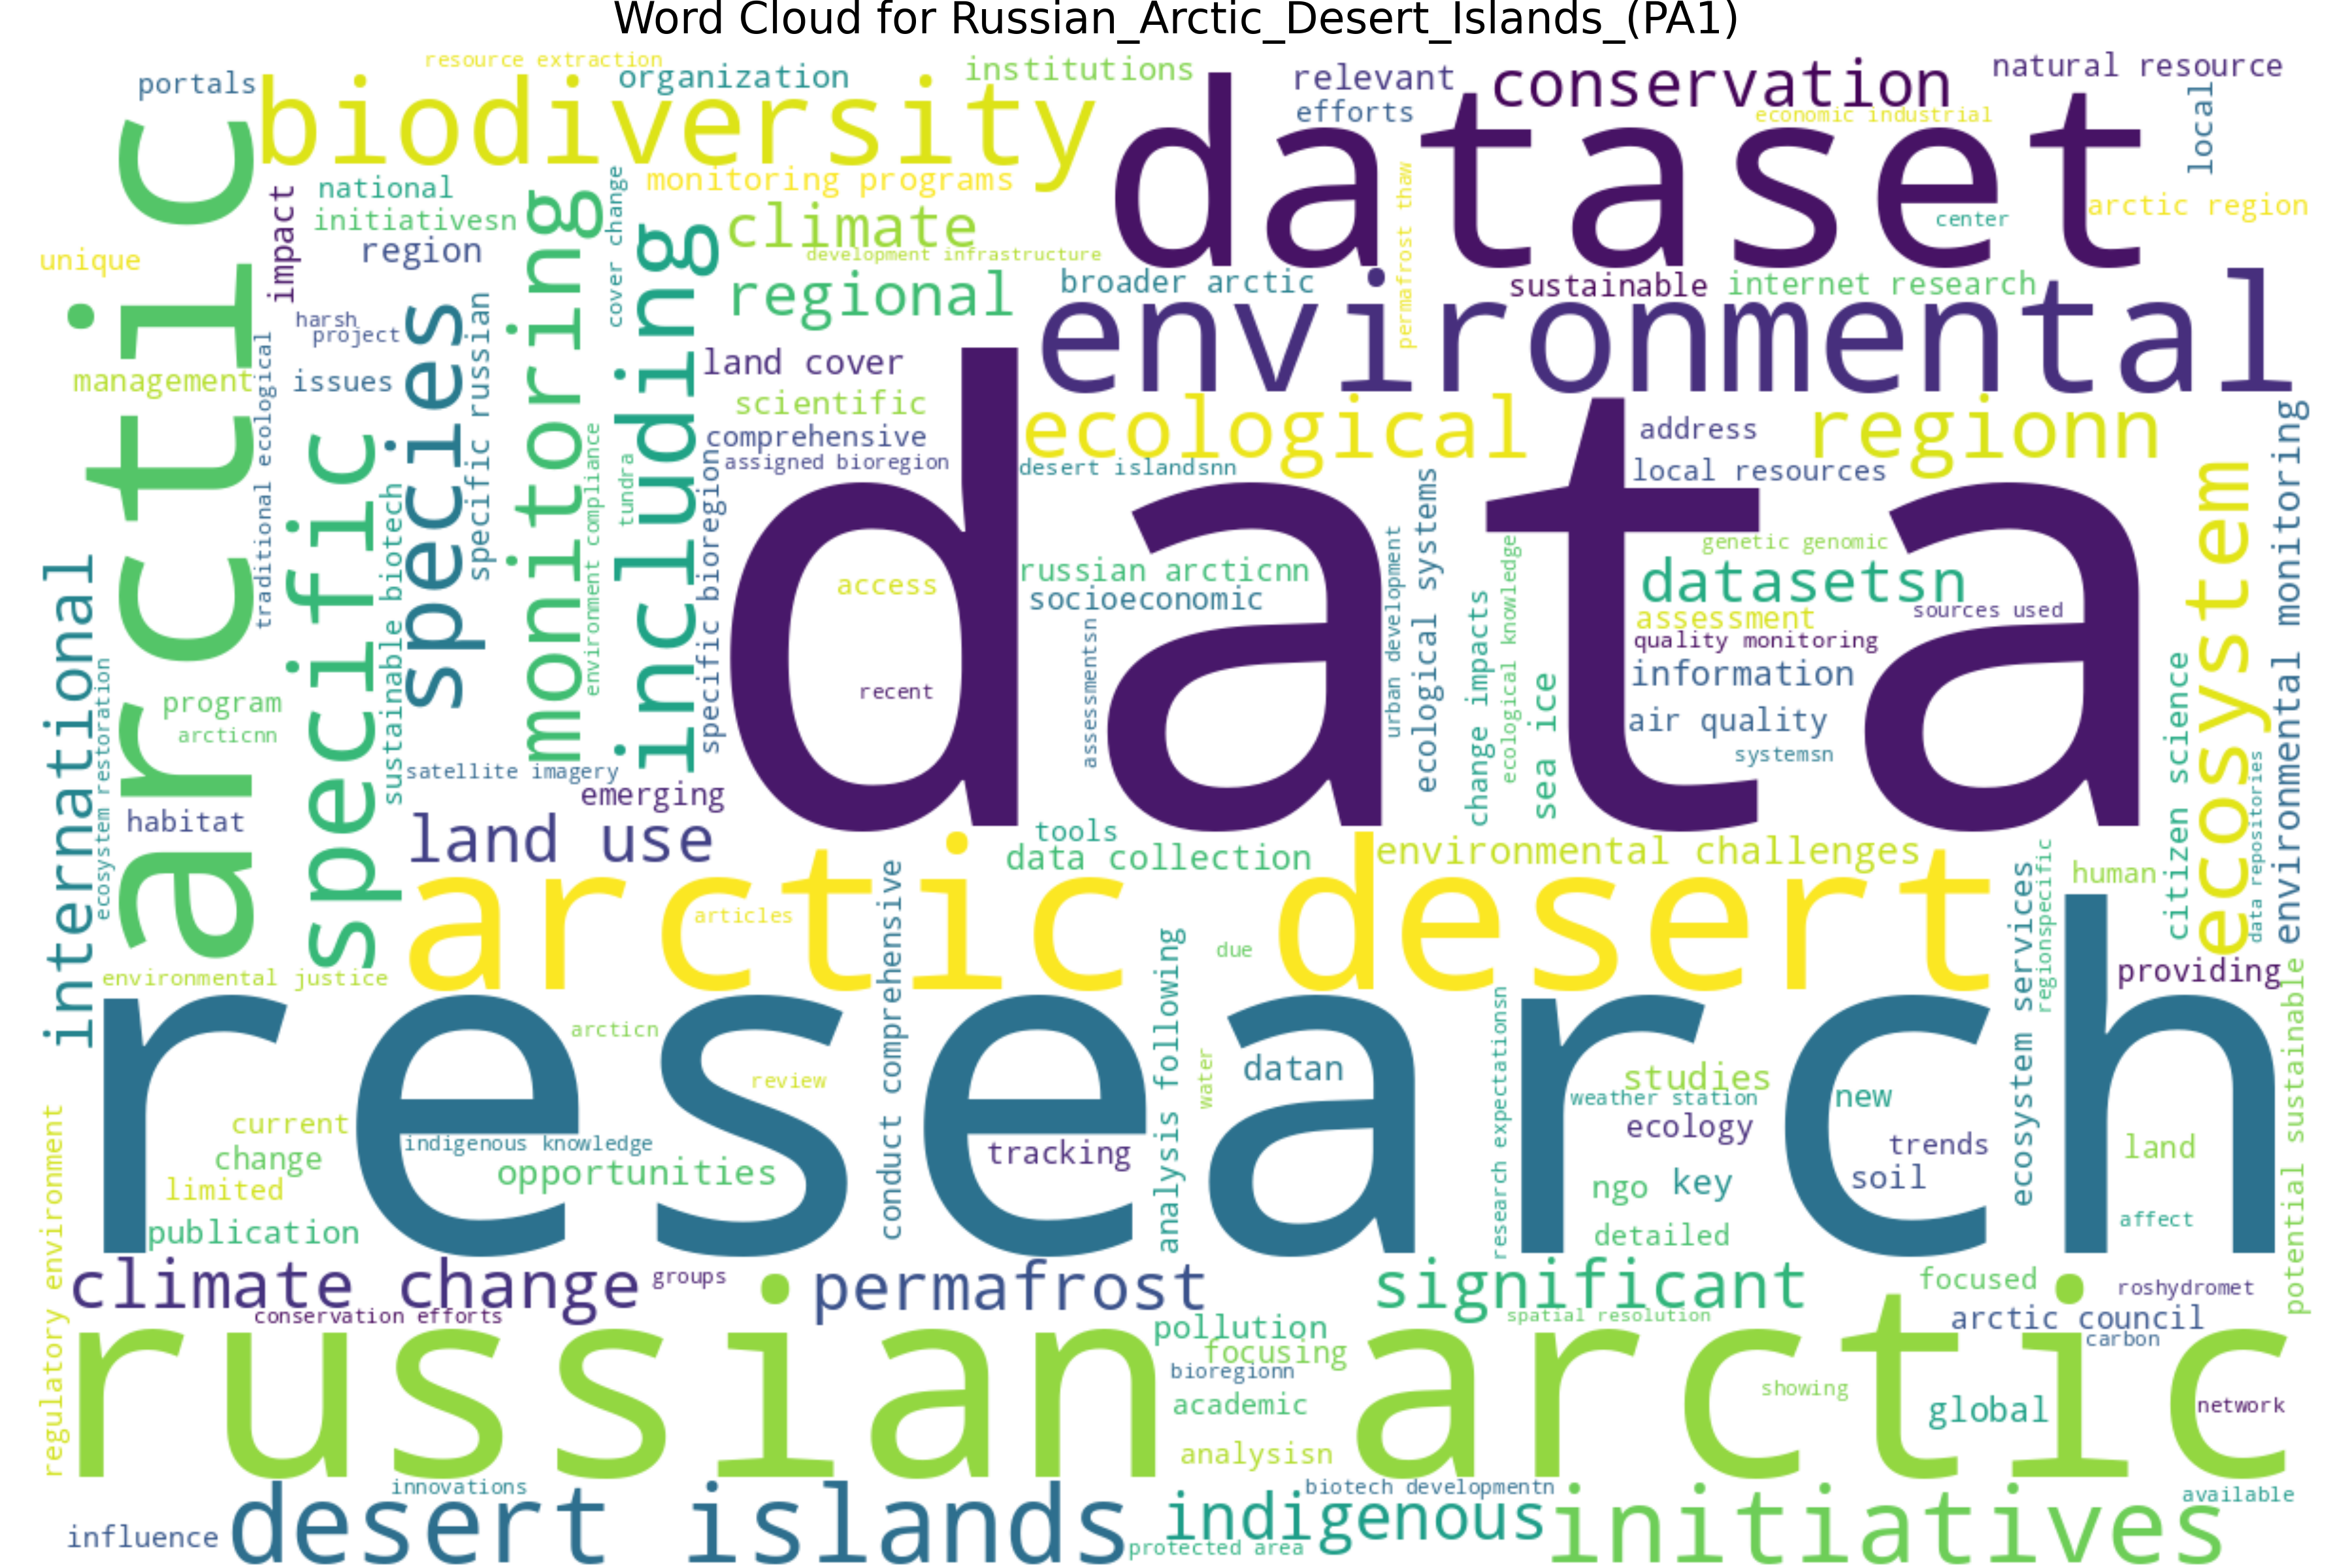 Word Cloud for Russian_Arctic_Desert_Islands_(PA1)
resource extraction
portals
organization
institutions
relevant
conservation
natural resource
biodiversity
efforts
economic industrial
local
dataset
arctic
impact
national
monitoring programs
initiativesn
climate
region
cover change
permafrost thaw
center
arctic region
unique
development infrastructure
regional
broader arctic
sustainable
internet research
environmental
harsh
project
management
issues
species
specific russian
monitoring
including
land cover
scientific
comprehensive
assigned bioregion
ecological
regionn
address
local resources
desert islandsnn
traditional ecological
specific
sustainable biotech
environment compliance
tundra
specific bioregion
data
access
recent
russian arcticnn
socioeconomic
assessmentsn
urban development
ecological systems
change impacts
ecological knowledge
sea ice
genetic genomic
datasetsn
sources used
assessment
quality monitoring
information
air quality
systemsn
citizen science
ecosystem
data repositories
environmental monitoring
international
ecosystem restoration
program
arcticnn
habitat
satellite imagery
emerging
land use
tools
data collection
environmental challenges
human
arctic desert
articles
due
conduct comprehensive
analysis following
ecosystem services
regionspecific
providing
environmental justice
research
arcticn
review
datan
water
research expectationsn
studies
weather station
new
ecology
trends
soil
land
key
ngo
detailed
affect
potential sustainable
current
change
limited
publication
indigenous knowledge
opportunities
tracking
regulatory environment
climate change
groups
permafrost
significant
focused
roshydromet
conservation efforts
spatial resolution
arctic council
pollution
carbon
focusing
russian arctic
bioregionn
academic
showing
global
network
analysisn
innovations
biotech developmentn
available
influence
desert islands
indigenous
initiatives
protected area